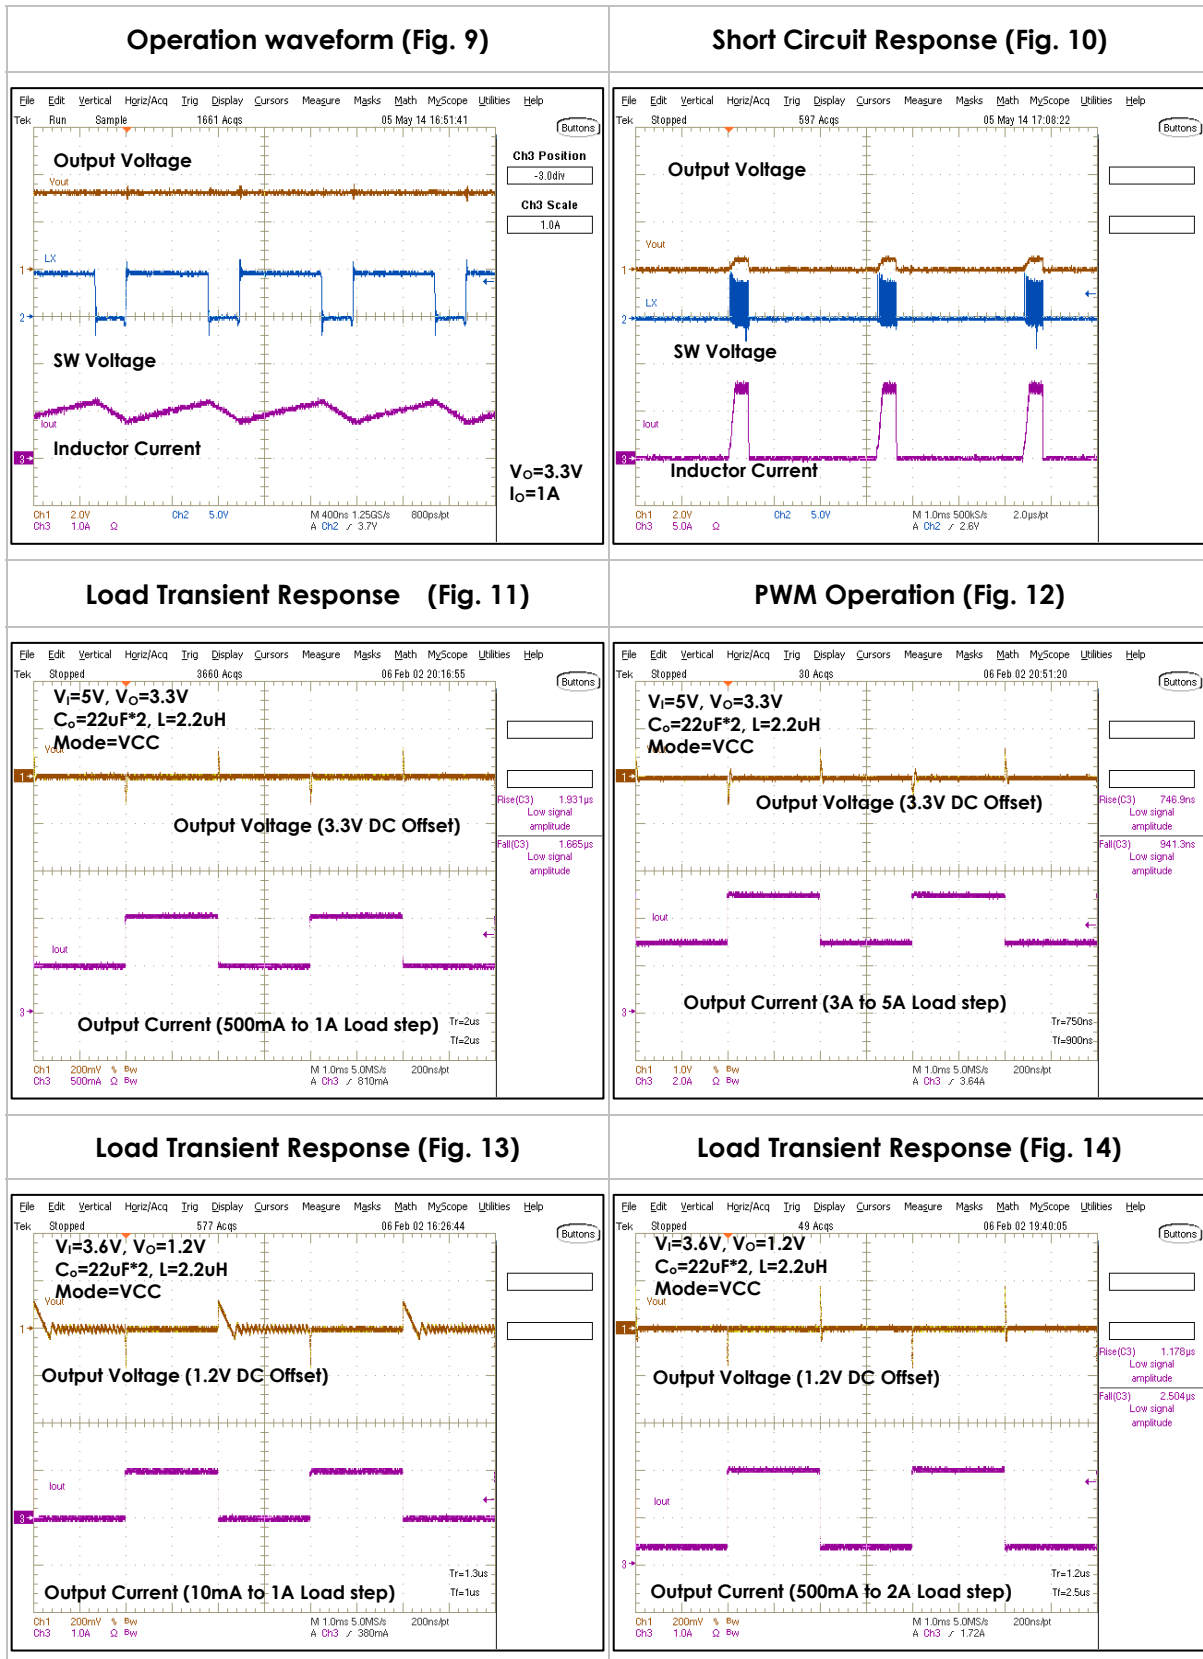 Operation waveform (Fig. 9)
File Edit Vertical Horiz/Acq Trig Display Cursors Measure Masks Math MyScope Utilities Help
Tek Run Sample 1661 Acqs 05 May 14 16:51:41
Buttons
Output Voltage
Vout
Ch3 Position
-3.0div
Ch3 Scale
1.0A
LX
1
2
SW Voltage
Iout
Inductor Current
3
VO=3.3V
IO=1A
Ch1 2.0V Ch2 5.0V M 400ns 1.25GS/s 800ps/pt
Ch3 1.0A Ω A Ch2 ∕ 3.7V
Short Circuit Response (Fig. 10)
File Edit Vertical Horiz/Acq Trig Display Cursors Measure Masks Math MyScope Utilities Help
Tek Stopped 597 Acqs 05 May 14 17:08:22
Buttons
Output Voltage
Vout
1
LX
2
SW Voltage
Iout
3
Inductor Current
Ch1 2.0V Ch2 5.0V M 1.0ms 500kS/s 2.0µs/pt
Ch3 5.0A Ω A Ch2 ∕ 2.6V
Load Transient Response (Fig. 11)
File Edit Vertical Horiz/Acq Trig Display Cursors Measure Masks Math MyScope Utilities Help
Tek Stopped 3660 Acqs 06 Feb 02 20:16:55
Buttons
VI=5V, VO=3.3V
Co=22uF*2, L=2.2uH
Mode=VCC
Vout
1
Rise(C3) 1.931µs
Low signal
amplitude
Output Voltage (3.3V DC Offset)
Fall(C3) 1.665µs
Low signal
amplitude
Iout
3
Output Current (500mA to 1A Load step)
Tr=2us
Tf=2us
Ch1 200mV % Bw M 1.0ms 5.0MS/s 200ns/pt
Ch3 500mA Ω Bw A Ch3 ∕ 810mA
PWM Operation (Fig. 12)
File Edit Vertical Horiz/Acq Trig Display Cursors Measure Masks Math MyScope Utilities Help
Tek Stopped 30 Acqs 06 Feb 02 20:51:20
Buttons
VI=5V, VO=3.3V
Co=22uF*2, L=2.2uH
Mode=VCC
Vout
1
Output Voltage (3.3V DC Offset)
Rise(C3) 746.9ns
Low signal
amplitude
Fall(C3) 941.3ns
Low signal
amplitude
Iout
Output Current (3A to 5A Load step)
3
Tr=750ns
Tf=900ns
Ch1 1.0V % Bw M 1.0ms 5.0MS/s 200ns/pt
Ch3 2.0A Ω Bw A Ch3 ∕ 3.64A
Load Transient Response (Fig. 13)
File Edit Vertical Horiz/Acq Trig Display Cursors Measure Masks Math MyScope Utilities Help
Tek Stopped 577 Acqs 06 Feb 02 16:26:44
Buttons
VI=3.6V, VO=1.2V
Co=22uF*2, L=2.2uH
Mode=VCC
Vout
1
Output Voltage (1.2V DC Offset)
Iout
3
Tr=1.3us
Output Current (10mA to 1A Load step)
Tf=1us
Ch1 200mV % Bw M 1.0ms 5.0MS/s 200ns/pt
Ch3 1.0A Ω Bw A Ch3 ∕ 380mA
Load Transient Response (Fig. 14)
File Edit Vertical Horiz/Acq Trig Display Cursors Measure Masks Math MyScope Utilities Help
Tek Stopped 49 Acqs 06 Feb 02 19:40:05
Buttons
VI=3.6V, VO=1.2V
Co=22uF*2, L=2.2uH
Mode=VCC
Vout
1
Rise(C3) 1.178µs
Low signal
amplitude
Output Voltage (1.2V DC Offset)
Fall(C3) 2.504µs
Low signal
amplitude
Iout
3
Tr=1.2us
Output Current (500mA to 2A Load step)
Tf=2.5us
Ch1 200mV % Bw M 1.0ms 5.0MS/s 200ns/pt
Ch3 1.0A Ω Bw A Ch3 ∕ 1.72A